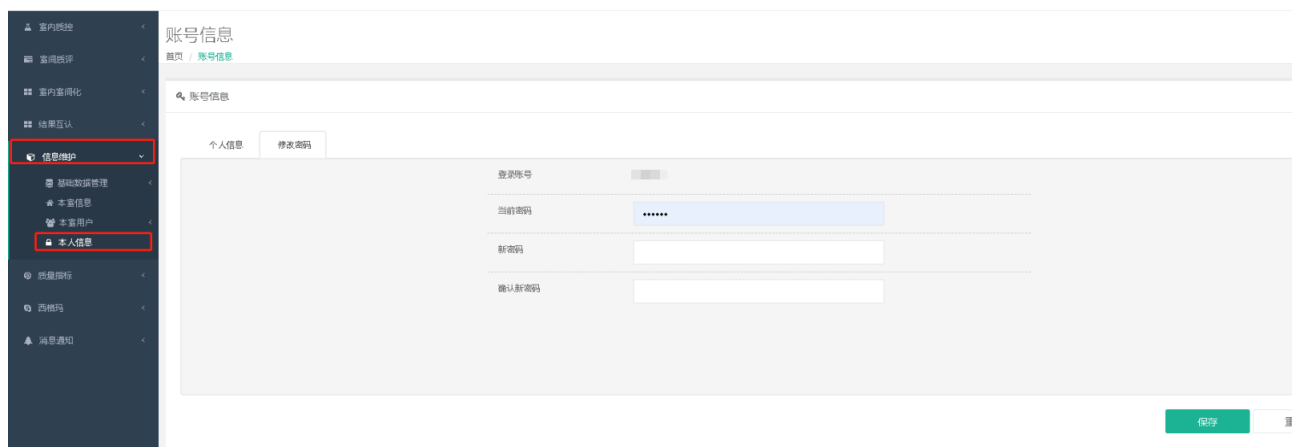 室内质控
室间质评
室内室间化
结果互认
信息维护
基础数据管理
本室信息
本室用户
本人信息
质量指标
西格玛
消息通知
账号信息
首页 / 账号信息
账号信息
个人信息 修改密码
登录账号
当前密码 ••••••
新密码
确认新密码
保存